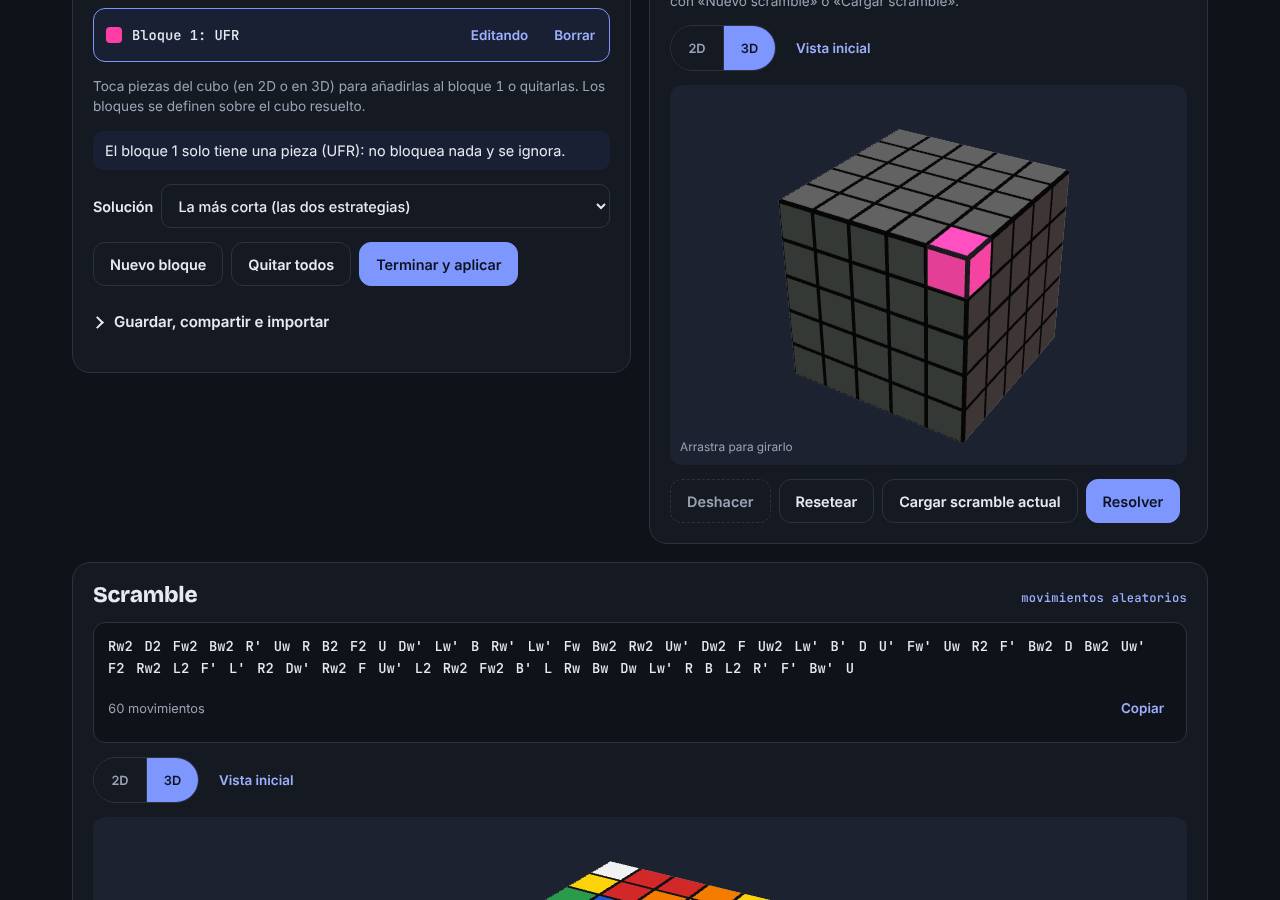 Bloque 1: UFR
Editando
Borrar
Toca piezas del cubo (en 2D o en 3D) para añadirlas al bloque 1 o quitarlas. Los
bloques se definen sobre el cubo resuelto.
El bloque 1 solo tiene una pieza (UFR): no bloquea nada y se ignora.
Solución
La más corta (las dos estrategias)
Nuevo bloque
Quitar todos
Terminar y aplicar
Guardar, compartir e importar
con «Nuevo scramble» o «Cargar scramble».
2D
3D
Vista inicial
Arrastra para girarlo
Deshacer
Resetear
Cargar scramble actual
Resolver
Scramble
movimientos aleatorios
Rw2 D2 Fw2 Bw2 R' Uw R B2 F2 U Dw' Lw' B Rw' Lw' Fw Bw2 Rw2 Uw' Dw2 F Uw2 Lw' B' D U' Fw' Uw R2 F' Bw2 D Bw2 Uw'
F2 Rw2 L2 F' L' R2 Dw' Rw2 F Uw' L2 Rw2 Fw2 B' L Rw Bw Dw Lw' R B L2 R' F' Bw' U
60 movimientos
Copiar
2D
3D
Vista inicial